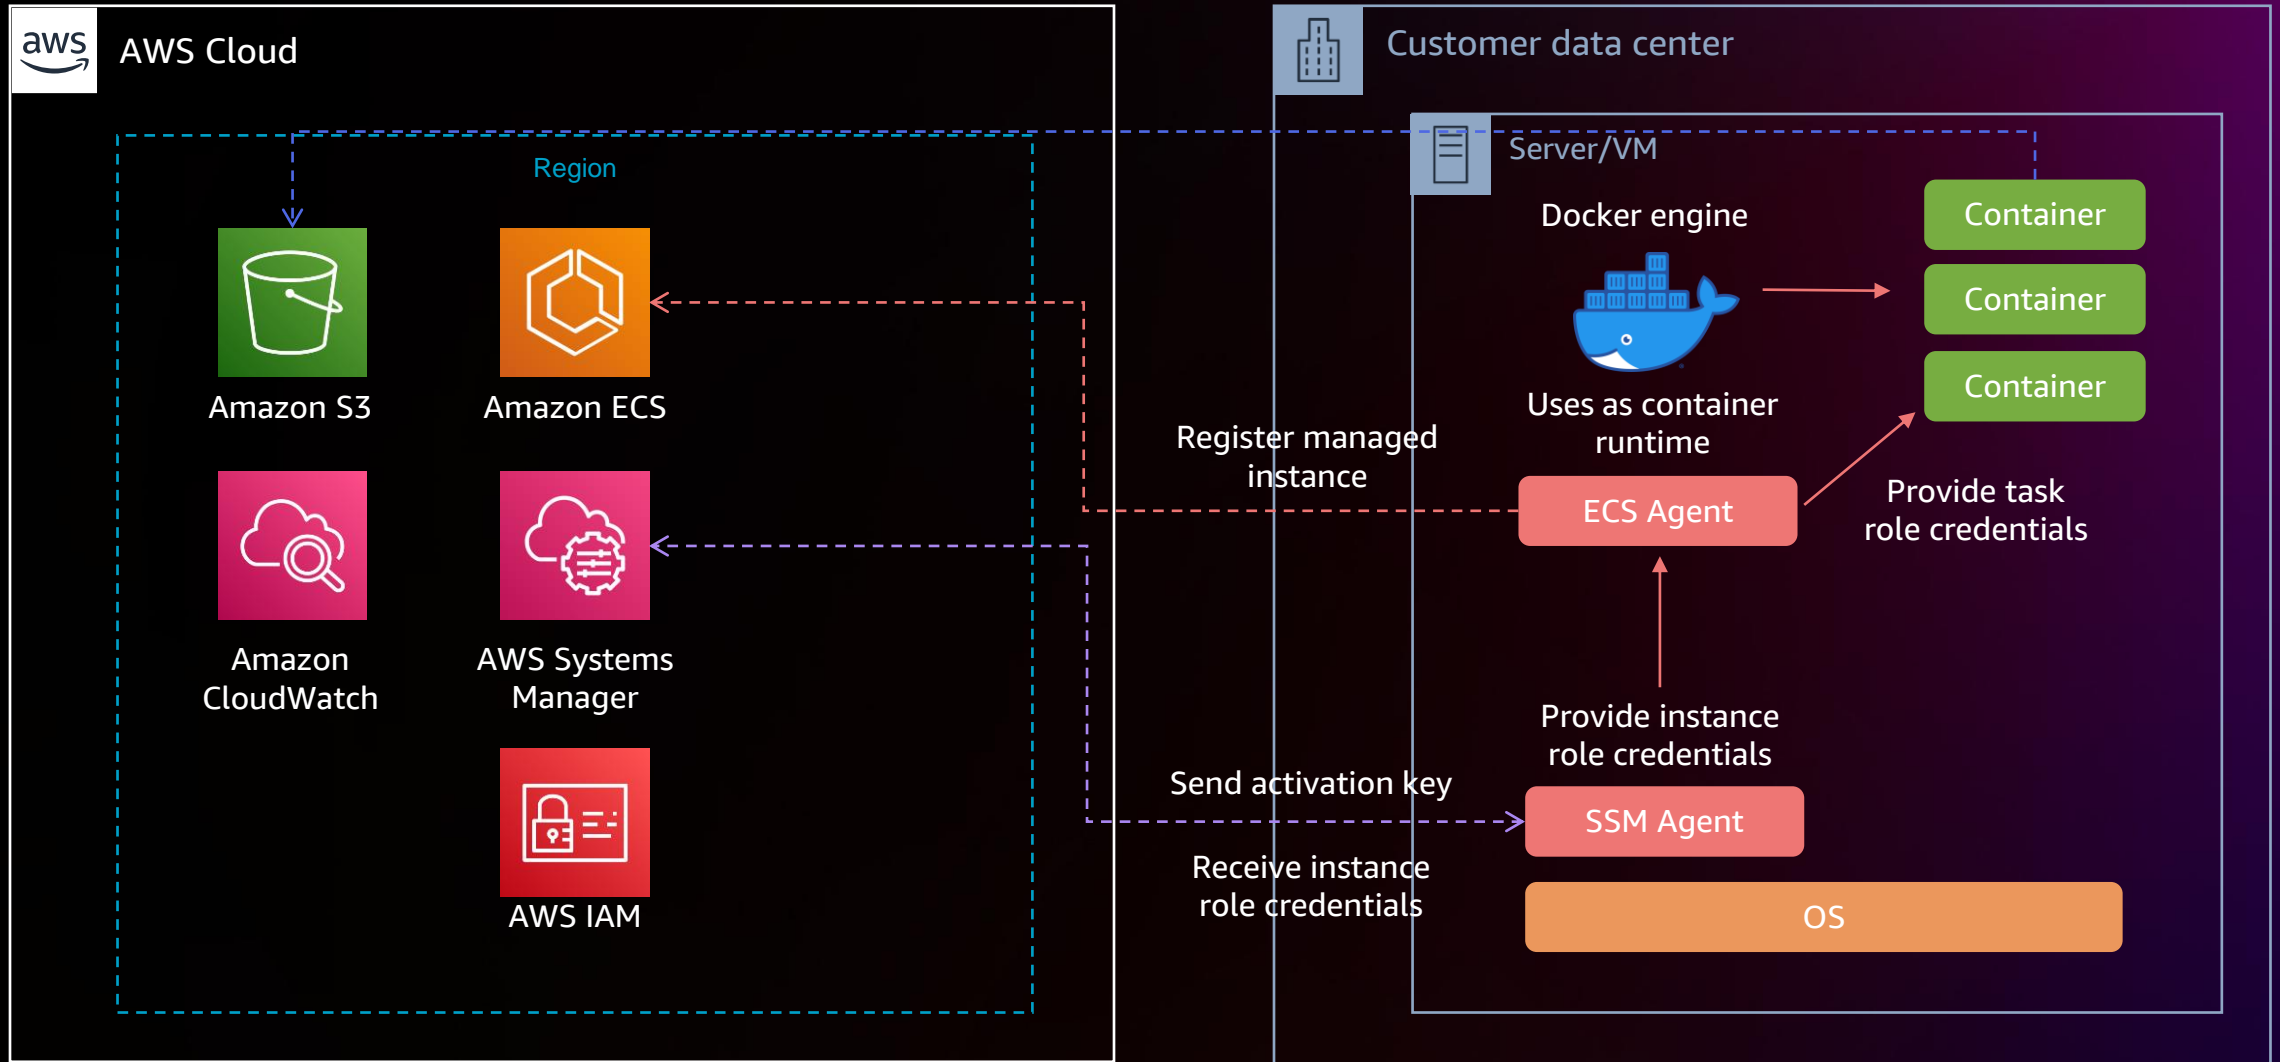 aws
AWS Cloud
Region
Amazon S3
Amazon ECS
Amazon
CloudWatch
AWS Systems
Manager
AWS IAM
Register managed
instance
Send activation key
Receive instance
role credentials
Customer data center
Server/VM
Docker engine
Uses as container
runtime
Container
Container
Container
ECS Agent
Provide task
role credentials
Provide instance
role credentials
SSM Agent
OS